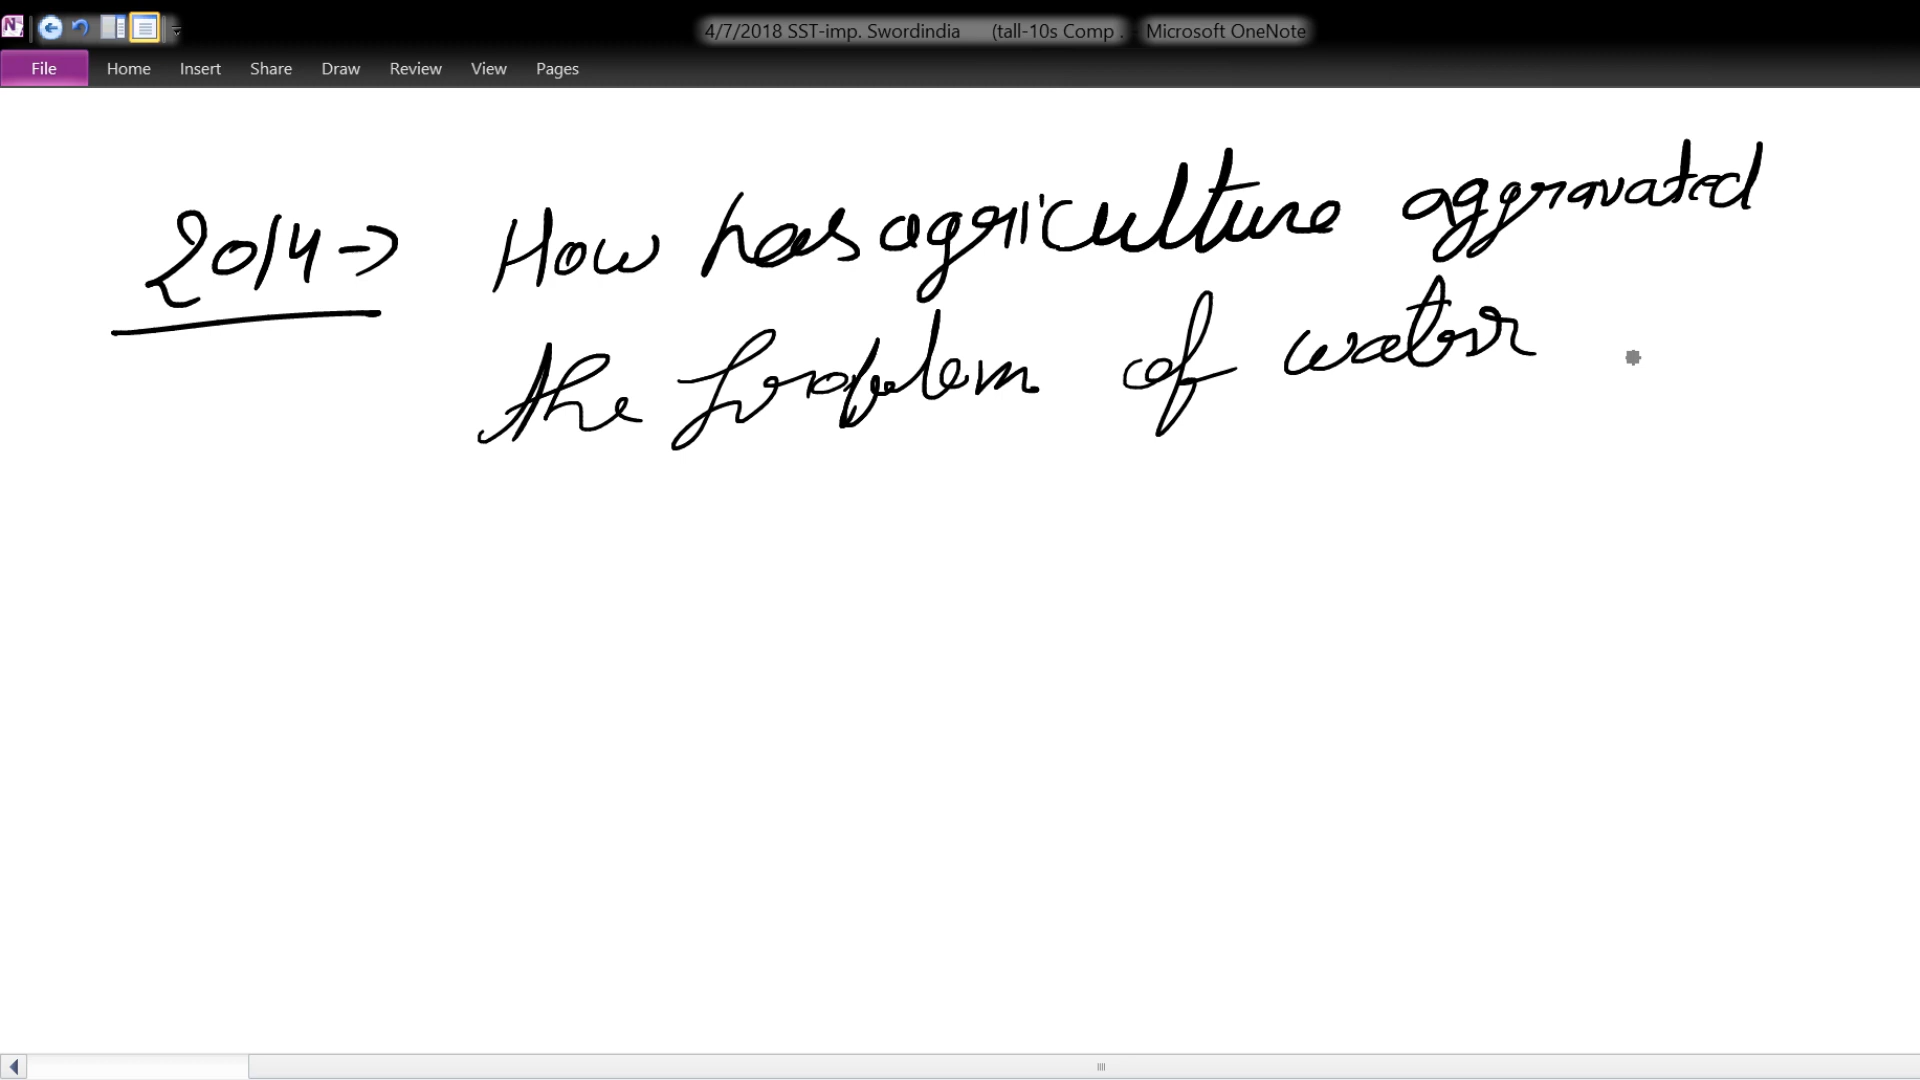 4/7/2018 SST-imp. Swordindia (tall-10s Comp . - Microsoft OneNote
File Home Insert Share Draw Review View Pages
2014 → How has agriculture aggravated
the problem of water